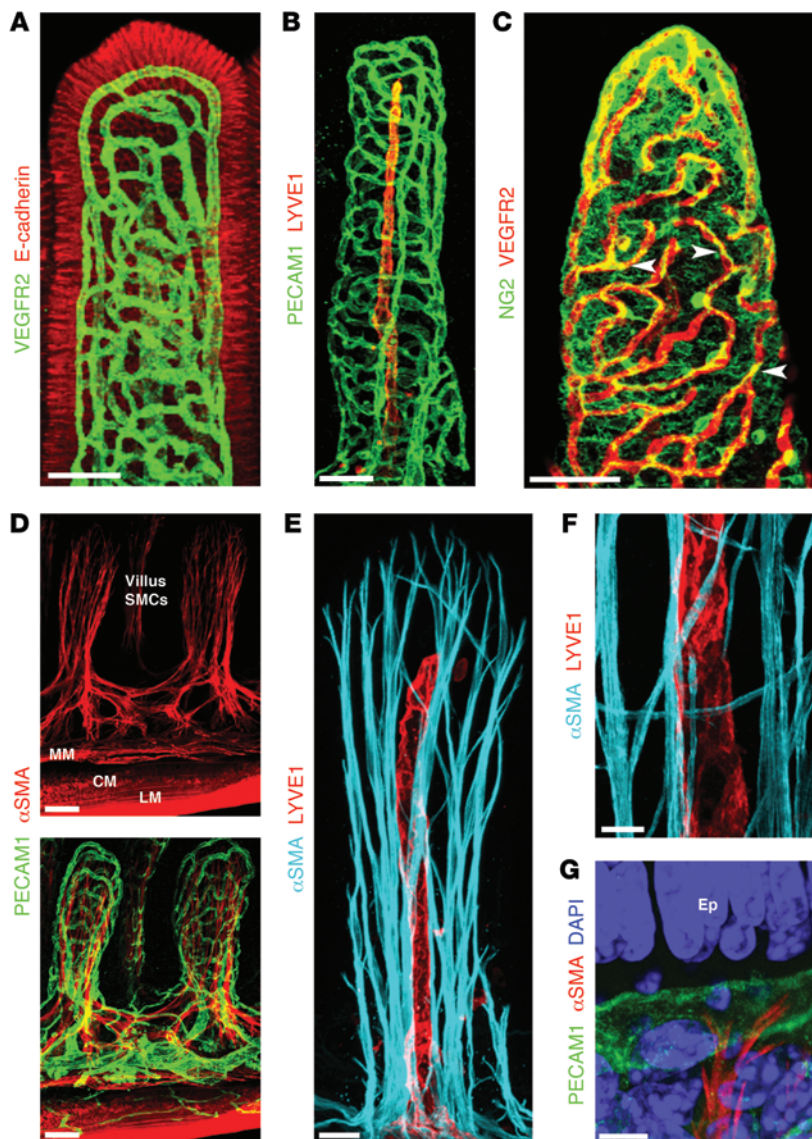 A
VEGFR2 E-cadherin
B
PECAM1 LYVE1
C
NG2 VEGFR2
D
PECAM1 αSMA
Villus
SMCs
MM
CM
LM
E
αSMA LYVE1
F
αSMA LYVE1
G
PECAM1 αSMA DAPI
Ep